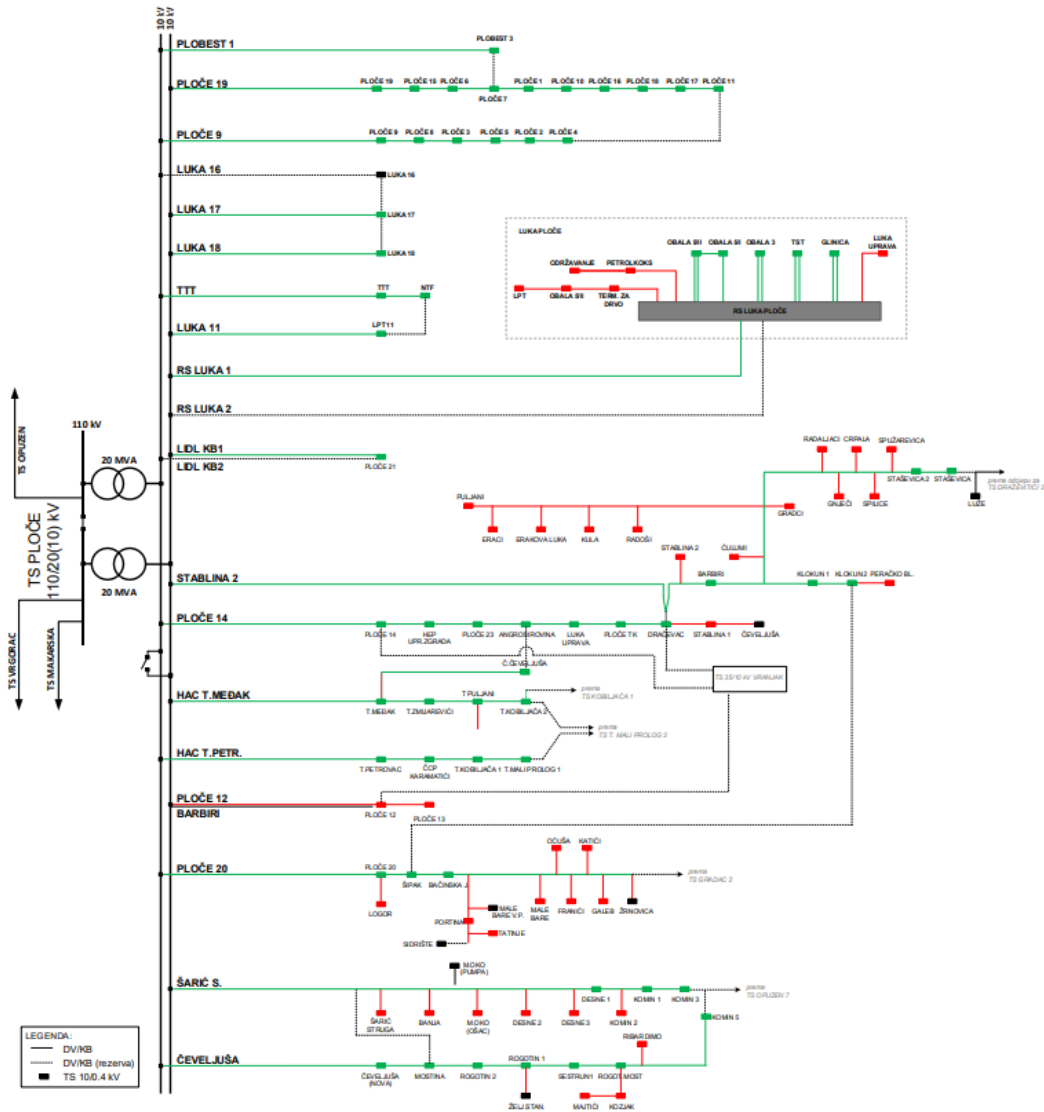 10 kV
10 kV
PLOBEST 1
PLOBEST 3
PLOČE 19
PLOČE 19
PLOČE 15
PLOČE 6
PLOČE 7
PLOČE 1
PLOČE 10
PLOČE 16
PLOČE 18
PLOČE 17
PLOČE 11
PLOČE 9
PLOČE 9
PLOČE 8
PLOČE 3
PLOČE 5
PLOČE 2
PLOČE 4
LUKA 16
LUKA 16
LUKA 17
LUKA 17
LUKA 18
LUKA 18
LUKA PLOČE
OBALA SII
OBALA SI
OBALA 3
TST
GLINICA
LUKA
UPRAVA
ODRŽAVANJE
PETROLKOKS
LPT
OBALA S'II
TERM. ZA
DRVO
RS LUKA PLOČE
TTT
TTT
NTF
LUKA 11
LPT11
RS LUKA 1
RS LUKA 2
LIDL KB1
LIDL KB2
PLOČE 21
TS OPUZEN
110 kV
20 MVA
TS PLOČE
110/20(10) kV
20 MVA
TS VRGORAC
TS MAKARSKA
RADALJACI
CRPALA
SPUŽAREVICA
STAŠEVICA 2
STAŠEVICA
GNJEČI
SPILICE
LUŽE
prema odcjepu za
TS DRAŽEVITIĆI 2
PULJANI
GRADCI
ERACI
ERAKOVA LUKA
KULA
RADOŠI
STABLINA 2
ČULJMI
STABLINA 2
BARBIRI
KLOKUN 1
KLOKUN 2
PERAČKO BL.
PLOČE 14
PLOČE 14
HEP
UPR.ZGRADA
PLOČE 23
ANGROSIROVINA
LUKA
UPRAVA
PLOČE TK
DRAČEVAC
STABLINA 1
ČEVELJUŠA
Č.ČEVELJUŠA
TS 35/10 kV VRANJAK
HAC T.MEĐAK
T.MEĐAK
T.ZMIJAREVIĆI
T.PULJANI
T.KOBILJAČA 2
prema
TS KOBILJAČA 1
prema
TS T. MALI PROLOG 2
HAC T.PETR.
T.PETROVAC
ČCP
KARAMATIĆI
T.KOBILJAČA 1
T.MALI PROLOG 1
PLOČE 12
BARBIRI
PLOČE 12
PLOČE 13
PLOČE 20
PLOČE 20
ŠIPAK
BAĆINSKA J.
OČUŠA
KATIĆI
prema
TS GRADAC 2
LOGOR
MALE
BARE V.P.
PORTINA
TATINJE
SIDRIŠTE
MALE
BARE
FRANIĆI
GALEB
ŽRNOVICA
M.OKO
(PUMPA)
ŠARIĆ S.
DESNE 1
KOMIN 1
KOMIN 3
prema
TS OPUZEN 7
ŠARIĆ
STRUGA
BANJA
M.OKO
(OŠAC)
DESNE 2
DESNE 3
KOMIN 2
KOMIN 5
RIBAR DIMO
ČEVELJUŠA
ČEVELJUŠA
(NOVA)
MOSTINA
ROGOTIN 2
ROGOTIN 1
SESTRUN1
ROGOT.MOST
ŽELJ STAN.
MAJTIĆI
KOZJAK
LEGENDA:
DV/KB
DV/KB (rezerva)
TS 10/0.4 kV